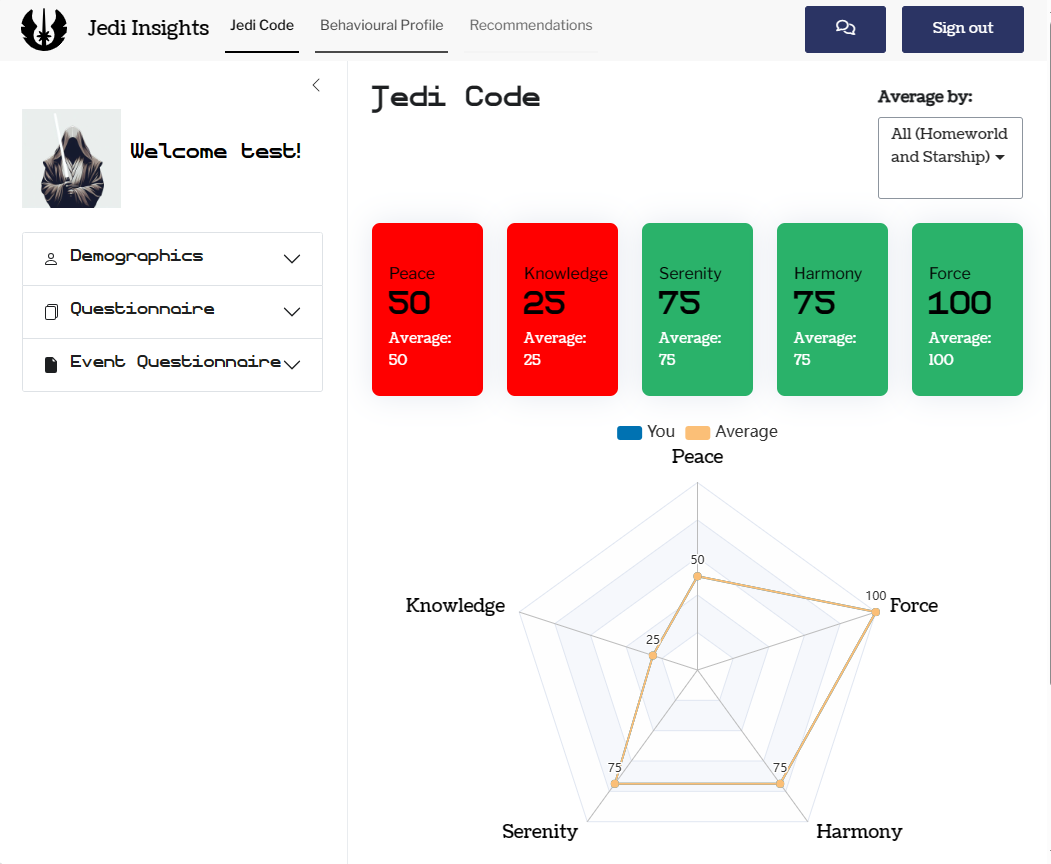 Jedi Insights
Jedi Code
Behavioural Profile
Recommendations
Sign out
Welcome test!
Demographics
Questionnaire
Event Questionnaire
Jedi Code
Average by:
All (Homeworld
and Starship)
Peace
50
Average:
50
Knowledge
25
Average:
25
Serenity
75
Average:
75
Harmony
75
Average:
75
Force
100
Average:
100
You
Average
Peace
50
100
Force
Knowledge
25
75
75
Serenity
Harmony